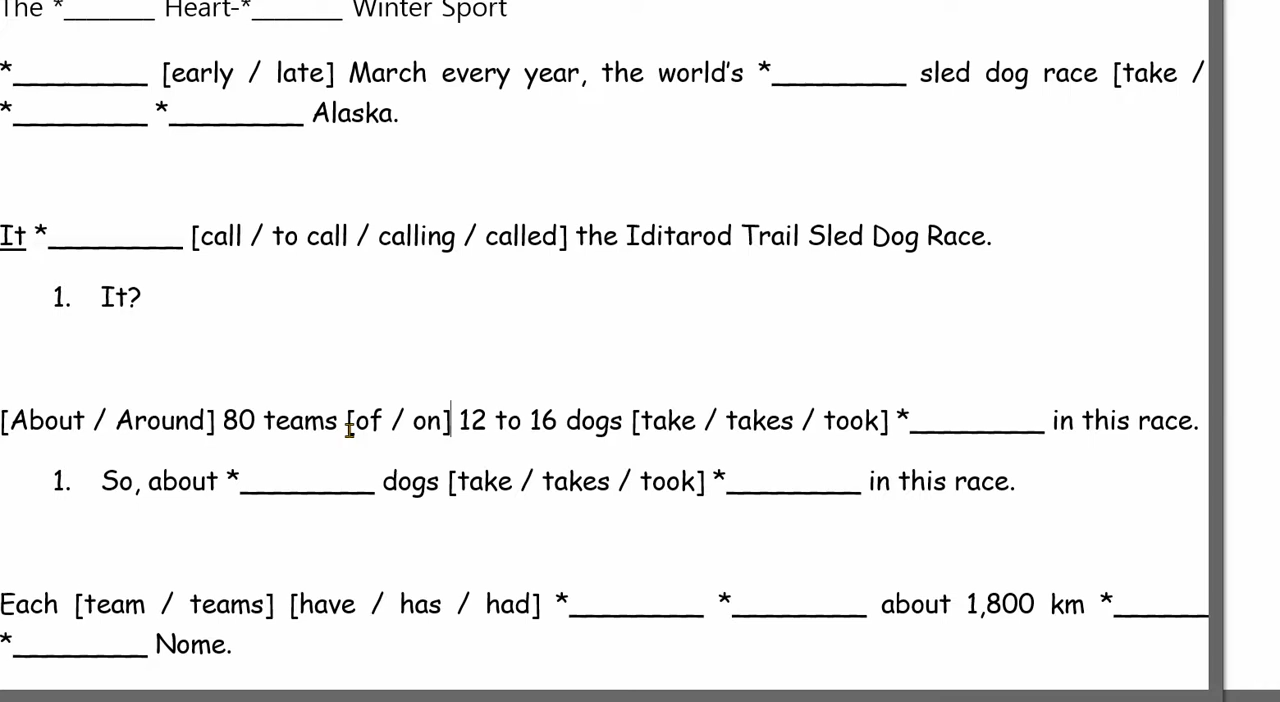 The *_______ Heart-*_______ Winter Sport
*_________ [early / late] March every year, the world's *_________ sled dog race [take /
*_________ *_________ Alaska.
It *_________ [call / to call / calling / called] the Iditarod Trail Sled Dog Race.
1. It?
[About / Around] 80 teams [of / on] 12 to 16 dogs [take / takes / took] *_________ in this race.
1. So, about *_________ dogs [take / takes / took] *_________ in this race.
Each [team / teams] [have / has / had] *_________ *_________ about 1,800 km *______
*_________ Nome.